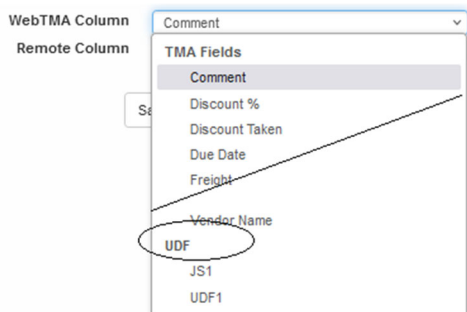 WebTMA Column Comment
Remote Column TMA Fields
Comment
Discount %
Discount Taken
Due Date
Freight
Vendor Name
UDF
JS1
UDF1